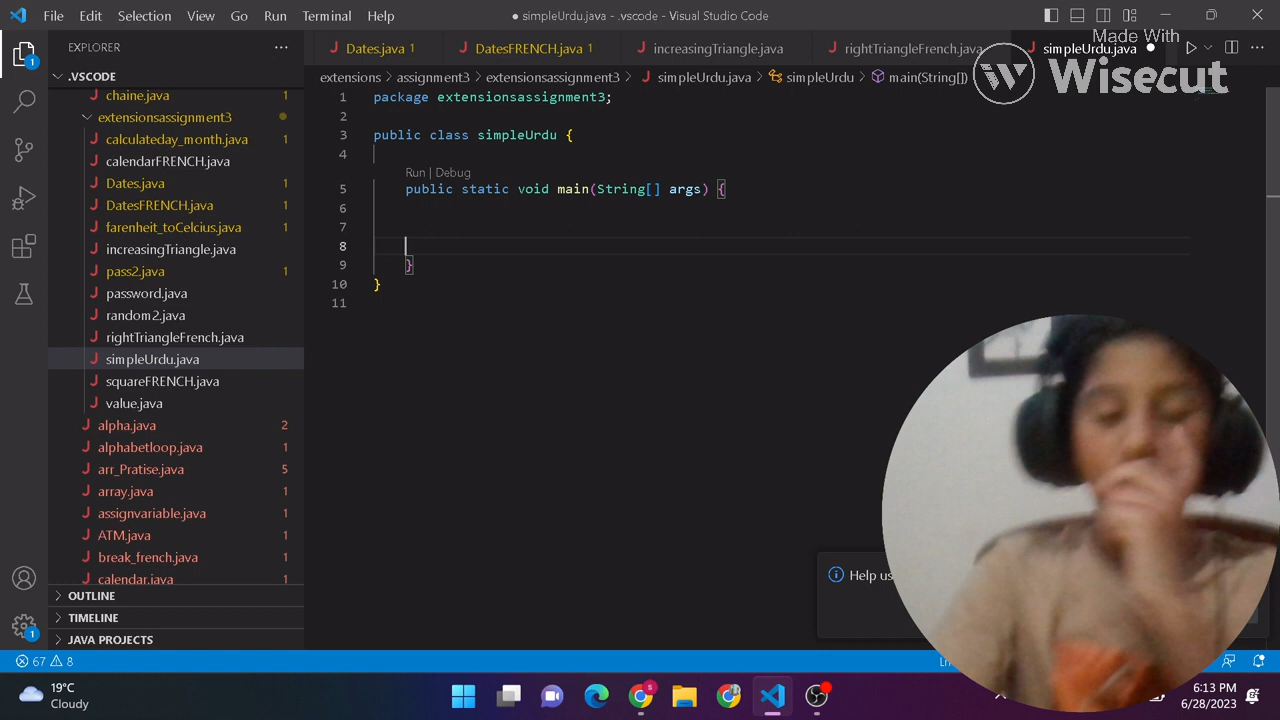 File Edit Selection View Go Run Terminal Help
● simpleUrdu.java - .vscode - Visual Studio Code
Made With
Wisecut
EXPLORER
Dates.java 1
DatesFRENCH.java 1
increasingTriangle.java
rightTriangleFrench.java
simpleUrdu.java
.VSCODE
extensions > assignment3 > extensionsassignment3 > simpleUrdu.java > simpleUrdu > main(String[])
chaine.java 1
extensionsassignment3
calculateday_month.java 1
calendarFRENCH.java
Dates.java 1
DatesFRENCH.java 1
farenheit_toCelcius.java 1
increasingTriangle.java
pass2.java 1
password.java
random2.java
rightTriangleFrench.java
simpleUrdu.java
squareFRENCH.java
value.java
alpha.java 2
alphabetloop.java 1
arr_Pratise.java 5
array.java 1
assignvariable.java 1
ATM.java 1
break_french.java 1
calendar.java 1
OUTLINE
TIMELINE
JAVA PROJECTS
1 package extensionsassignment3;
2
3 public class simpleUrdu {
4
Run | Debug
5 public static void main(String[] args) {
6
7
8
9 }
10 }
11
Help us
67 8
19°C
Cloudy
6:13 PM
6/28/2023